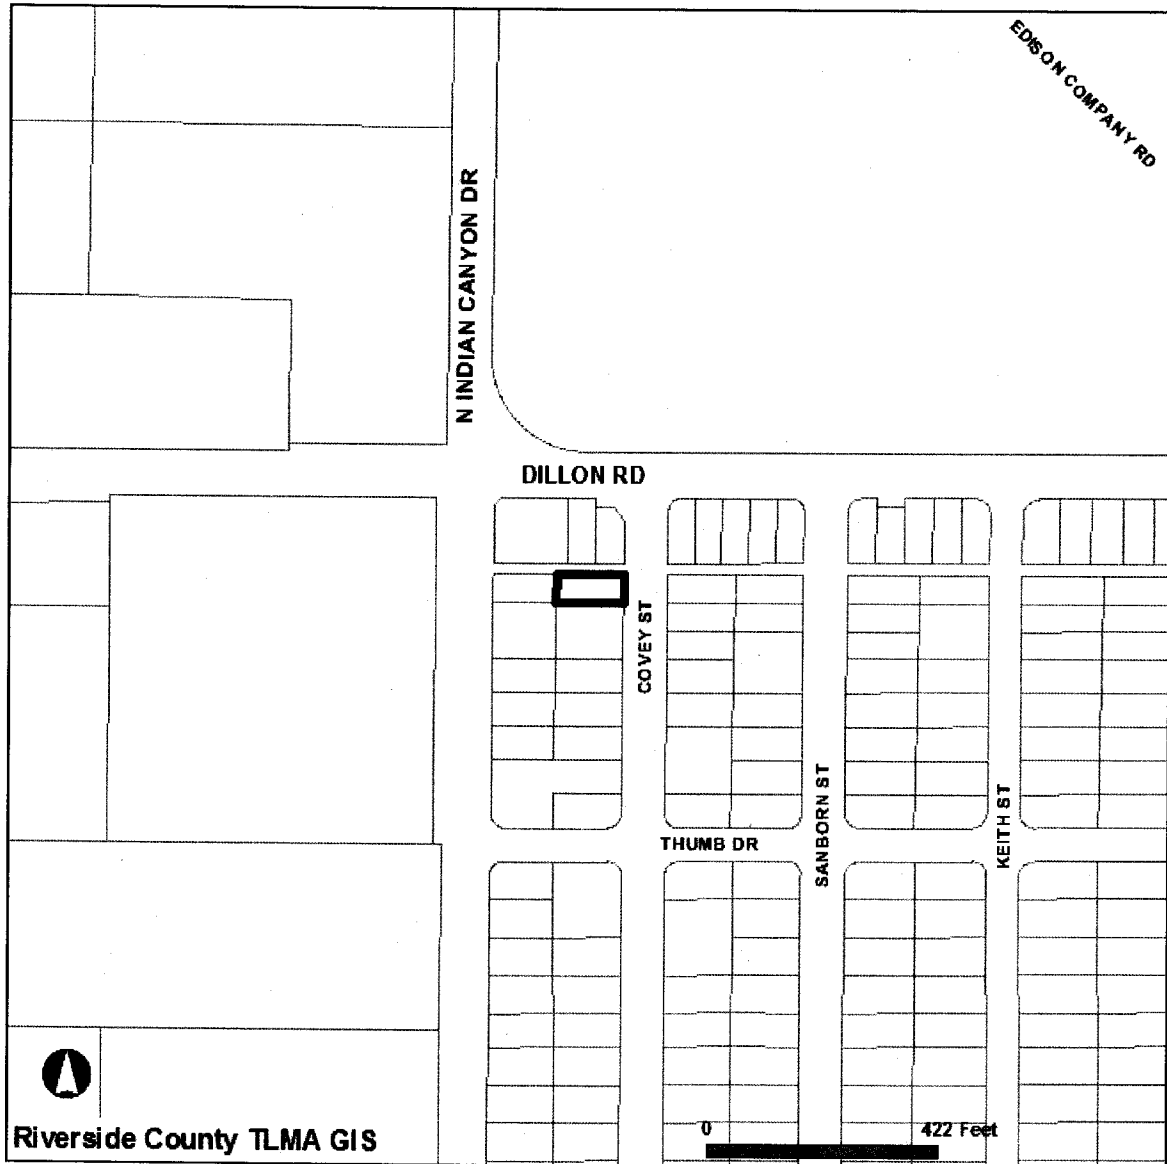 EDISON COMPANY RD
N INDIAN CANYON DR
DILLON RD
COVEY ST
THUMB DR
SANBORN ST
KEITH ST
Riverside County TLMA GIS
0 422 Feet